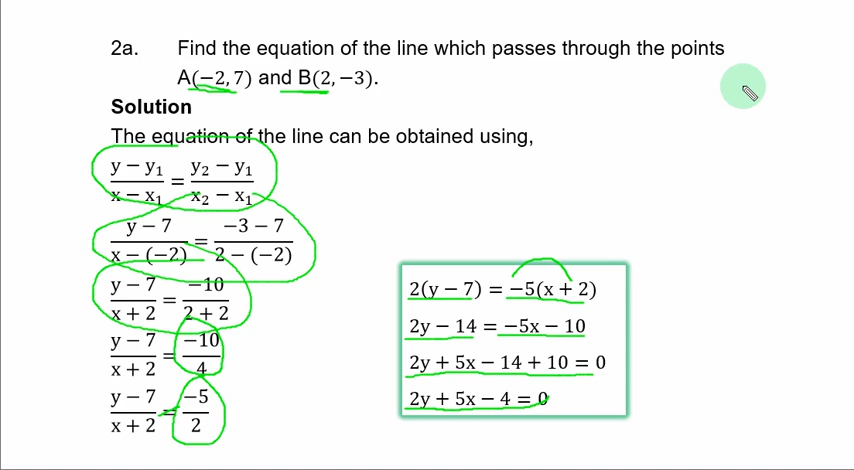 2a. Find the equation of the line which passes through the points
A(−2, 7) and B(2, −3).
Solution
The equation of the line can be obtained using,
(y − y₁)/(x − x₁) = (y₂ − y₁)/(x₂ − x₁)
(y − 7)/(x − (−2)) = (−3 − 7)/(2 − (−2))
(y − 7)/(x + 2) = (−10)/(2 + 2)
(y − 7)/(x + 2) = (−10)/4
(y − 7)/(x + 2) = (−5)/2
2(y − 7) = −5(x + 2)
2y − 14 = −5x − 10
2y + 5x − 14 + 10 = 0
2y + 5x − 4 = 0